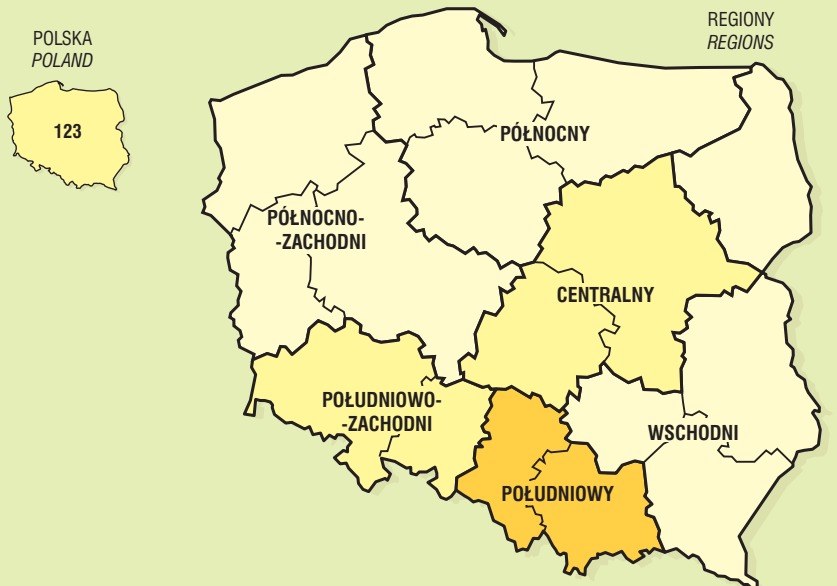 POLSKA
POLAND
123
REGIONY
REGIONS
PÓŁNOCNY
PÓŁNOCNO-
-ZACHODNI
CENTRALNY
POŁUDNIOWO-
-ZACHODNI
WSCHODNI
POŁUDNIOWY